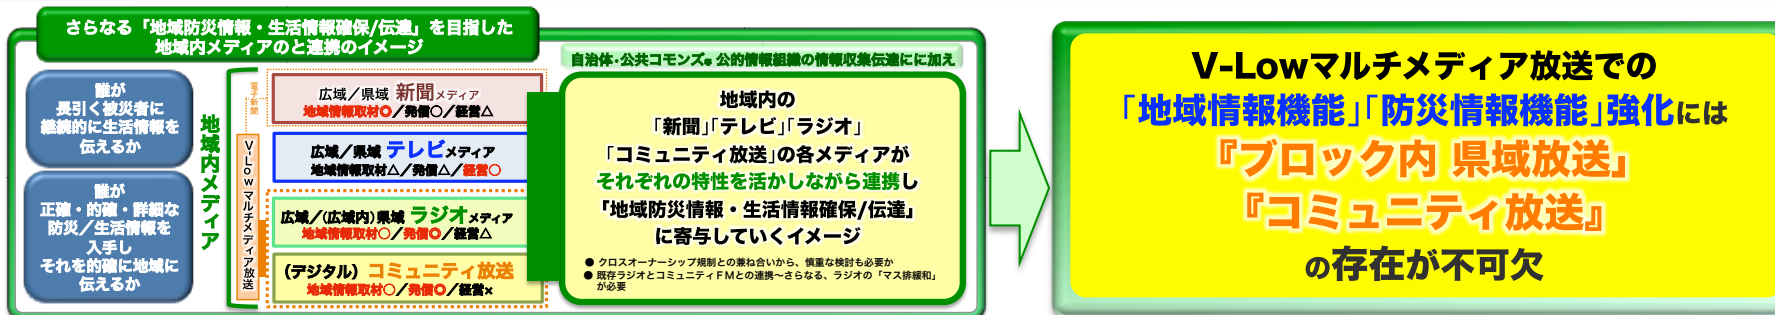 さらなる「地域防災情報・生活情報確保/伝達」を目指した
地域内メディアのと連携のイメージ
誰が
長引く被災者に
継続的に生活情報を
伝えるか
誰が
正確・的確・詳細な
防災／生活情報を
入手し
それを的確に地域に
伝えるか
地域内メディア
電子新聞
V-Lowマルチメディア放送
広域／県域 新聞メディア
地域情報取材◎／発信○／経営△
広域／県域 テレビメディア
地域情報取材△／発信△／経営○
広域／(広域内)県域 ラジオメディア
地域情報取材○／発信◎／経営△
（デジタル）コミュニティ放送
地域情報取材○／発信◎／経営×
自治体・公共コモンズ等 公的情報組織の情報収集伝達にに加え
地域内の
「新聞」「テレビ」「ラジオ」
「コミュニティ放送」の各メディアが
それぞれの特性を活かしながら連携し
「地域防災情報・生活情報確保/伝達」
に寄与していくイメージ
● クロスオーナーシップ規制との兼ね合いから、慎重な検討も必要か
● 既存ラジオとコミュニティFMとの連携～さらなる、ラジオの「マス排緩和」
が必要
V-Lowマルチメディア放送での
「地域情報機能」「防災情報機能」強化には
『ブロック内 県域放送』
『コミュニティ放送』
の存在が不可欠